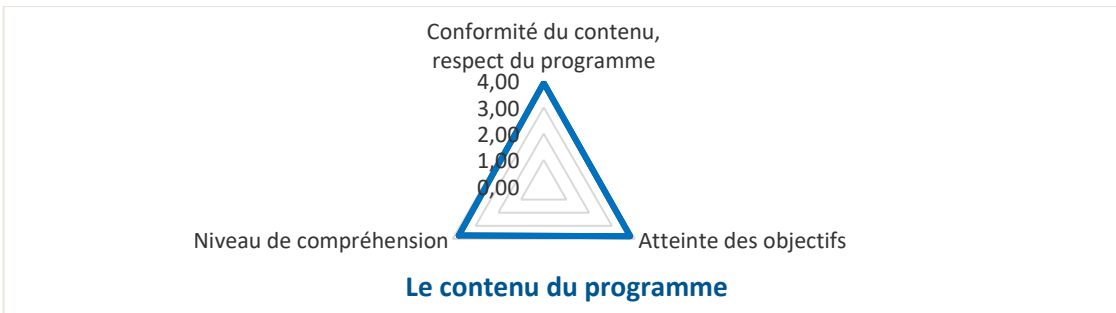 Conformité du contenu,
respect du programme
4,00
3,00
2,00
1,00
0,00
Niveau de compréhension
Atteinte des objectifs
Le contenu du programme